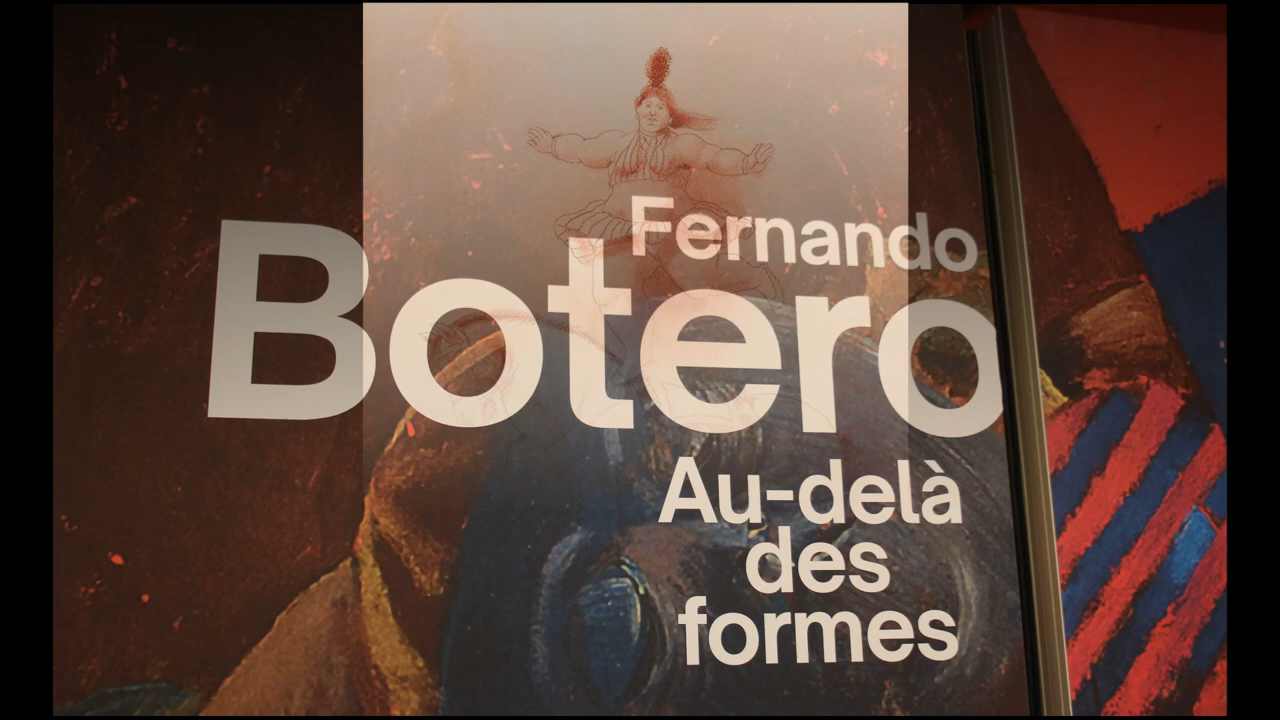 Fernando
Botero
Au-delà
des
formes